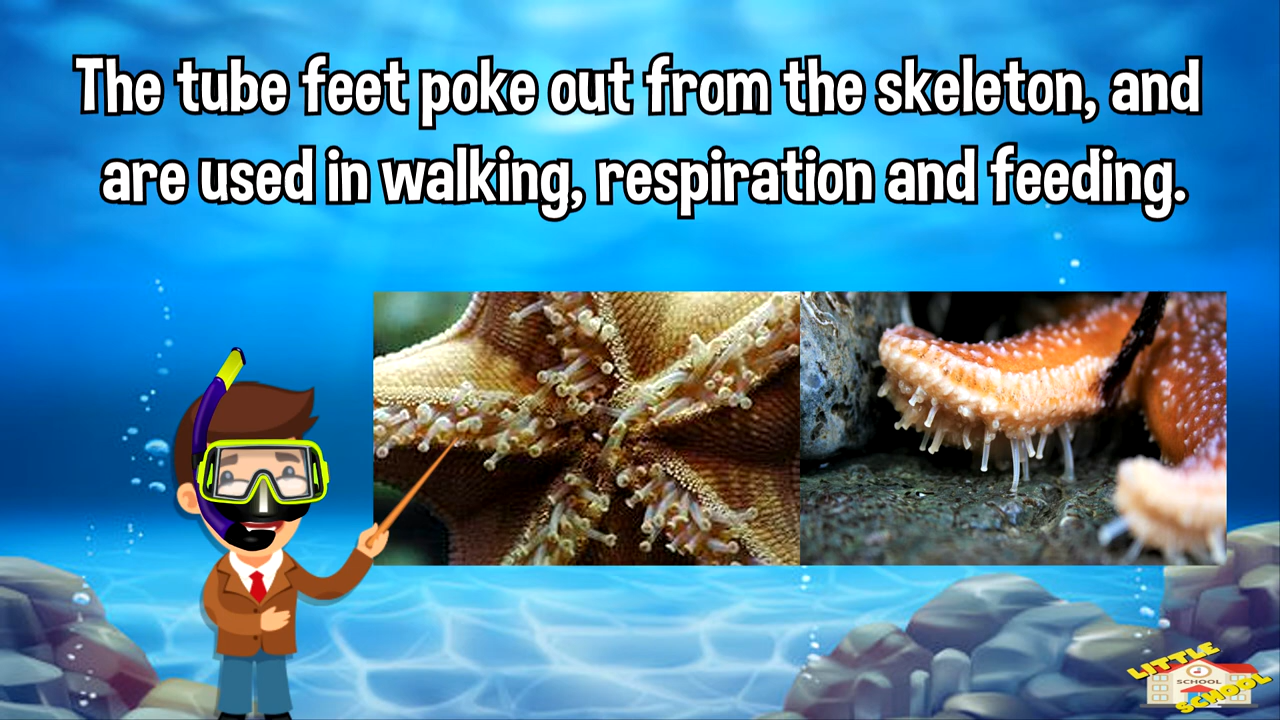 The tube feet poke out from the skeleton, and
are used in walking, respiration and feeding.
LITTLE
SCHOOL
SCHOOL